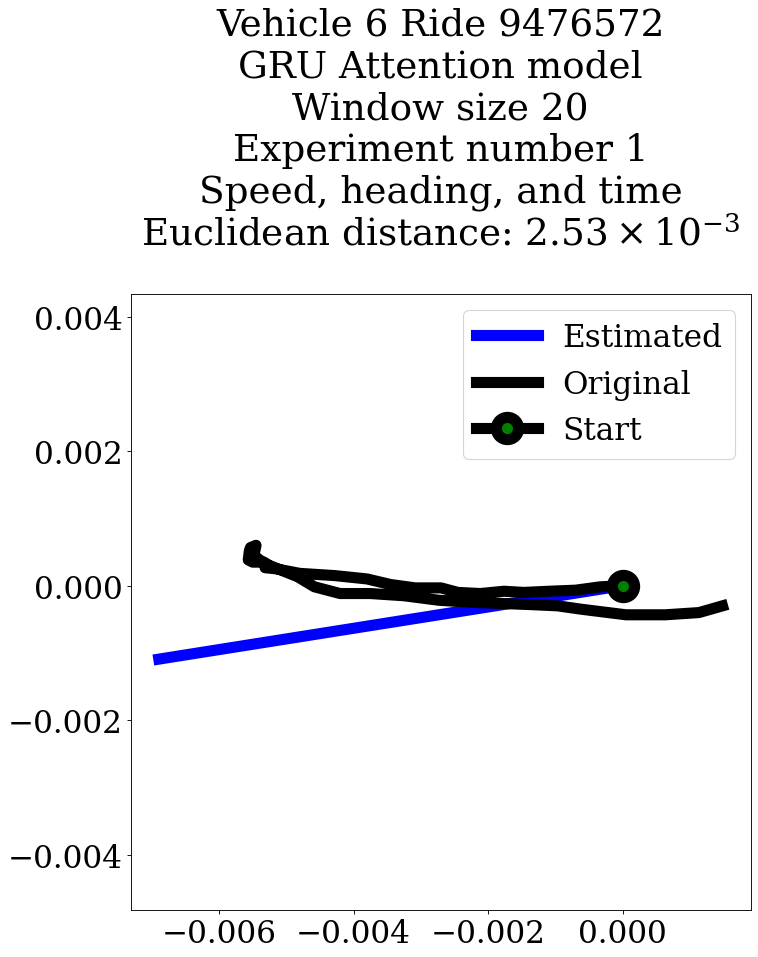 Vehicle 6 Ride 9476572
GRU Attention model
Window size 20
Experiment number 1
Speed, heading, and time
Euclidean distance: 2.53 × 10⁻³
0.004
Estimated
Original
Start
0.002
0.000
−0.002
−0.004
−0.006 −0.004 −0.002 0.000